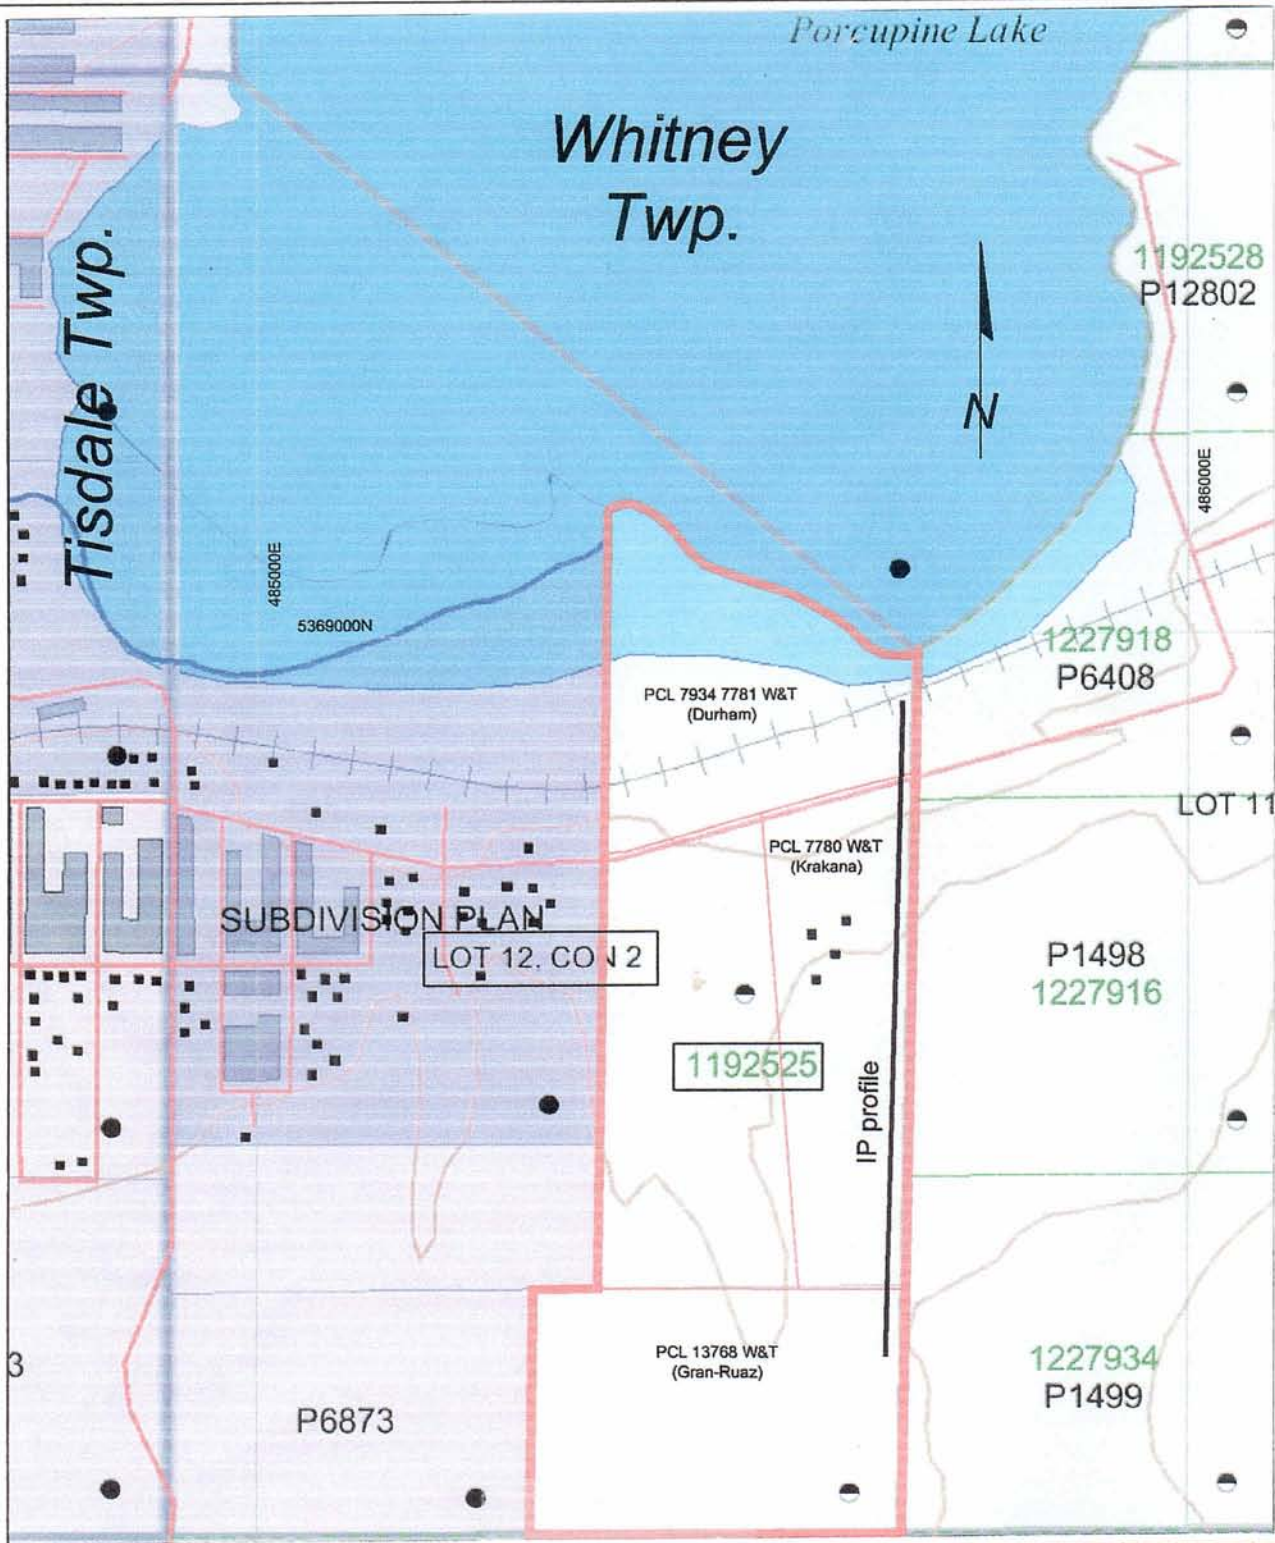 Porcupine Lake
Whitney
Twp.
Tisdale Twp.
1192528
P12802
N
486000E
485000E
5369000N
1227918
P6408
PCL 7934 7781 W&T
(Durham)
LOT 11
PCL 7780 W&T
(Krakana)
SUBDIVISION PLAN
LOT 12, CON 2
P1498
1227916
1192525
IP profile
PCL 13768 W&T
(Gran-Ruaz)
1227934
P1499
3
P6873